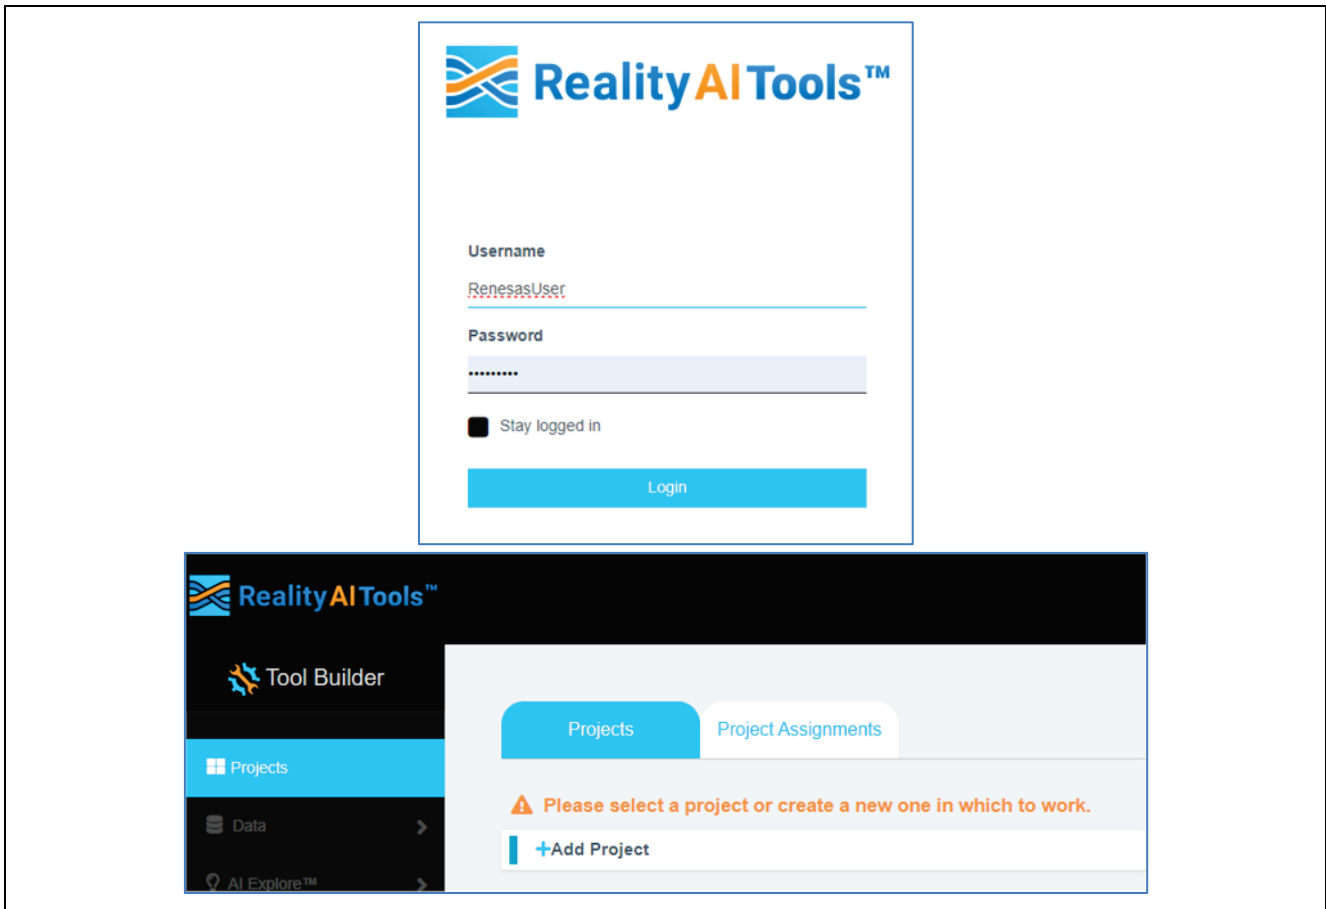 Reality AI Tools™
Username
RenesasUser
Password
•••••••••
Stay logged in
Login
Reality AI Tools™
Tool Builder
Projects
Project Assignments
Projects
Please select a project or create a new one in which to work.
Data
+Add Project
AI Explore™